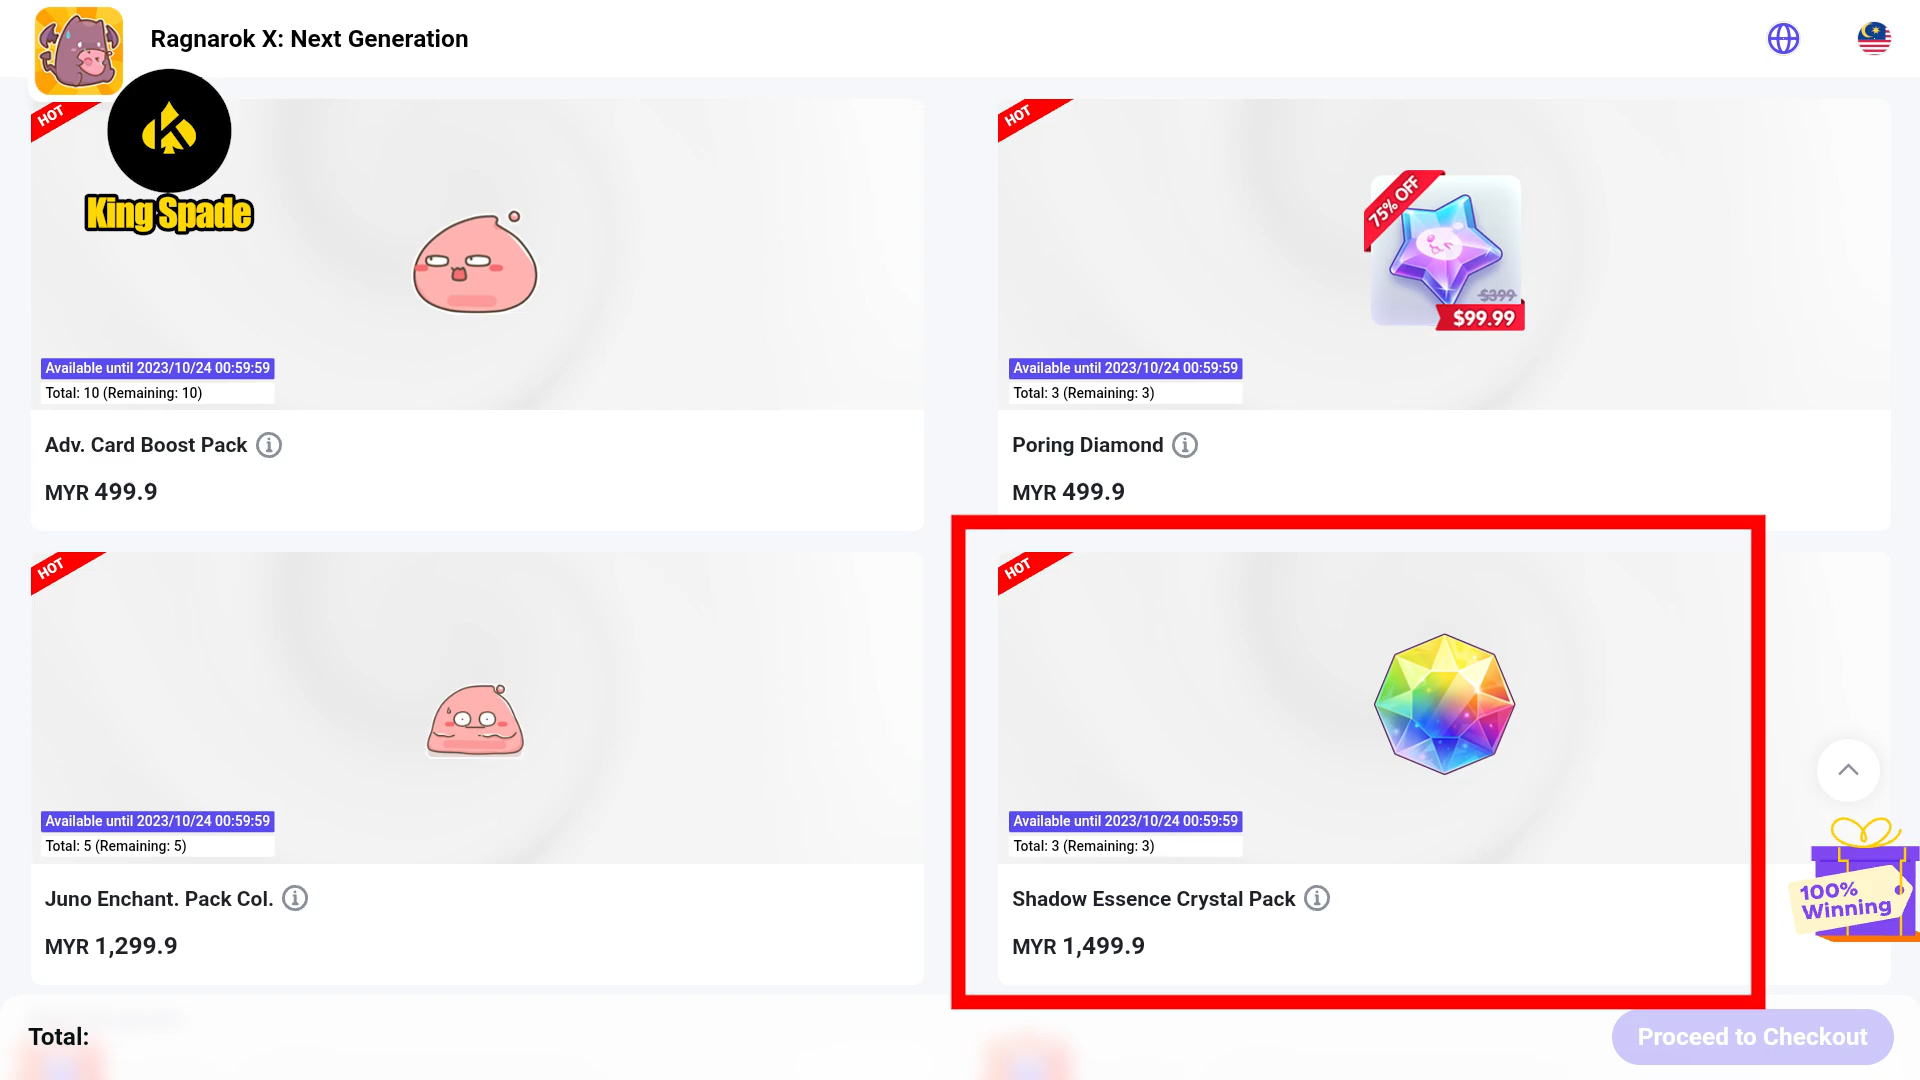 Ragnarok X: Next Generation
HOT
King Spade
Available until 2023/10/24 00:59:59
Total: 10 (Remaining: 10)
Adv. Card Boost Pack
MYR 499.9
HOT
75% OFF
$399
$99.99
Available until 2023/10/24 00:59:59
Total: 3 (Remaining: 3)
Poring Diamond
MYR 499.9
HOT
Available until 2023/10/24 00:59:59
Total: 5 (Remaining: 5)
Juno Enchant. Pack Col.
MYR 1,299.9
HOT
Available until 2023/10/24 00:59:59
Total: 3 (Remaining: 3)
Shadow Essence Crystal Pack
MYR 1,499.9
100%
Winning
Total:
Proceed to Checkout